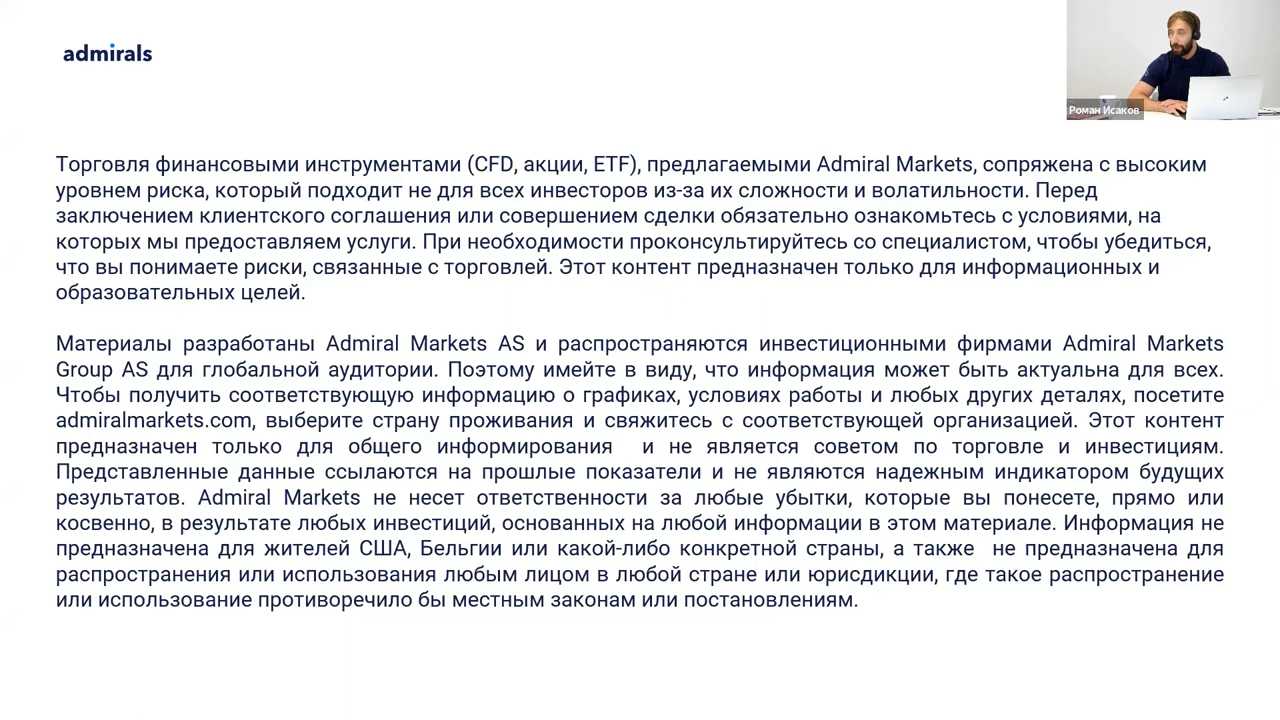 admirals
Роман Исаков
Торговля финансовыми инструментами (CFD, акции, ETF), предлагаемыми Admiral Markets, сопряжена с высоким
уровнем риска, который подходит не для всех инвесторов из-за их сложности и волатильности. Перед
заключением клиентского соглашения или совершением сделки обязательно ознакомьтесь с условиями, на
которых мы предоставляем услуги. При необходимости проконсультируйтесь со специалистом, чтобы убедиться,
что вы понимаете риски, связанные с торговлей. Этот контент предназначен только для информационных и
образовательных целей.
Материалы разработаны Admiral Markets AS и распространяются инвестиционными фирмами Admiral Markets
Group AS для глобальной аудитории. Поэтому имейте в виду, что информация может быть актуальна для всех.
Чтобы получить соответствующую информацию о графиках, условиях работы и любых других деталях, посетите
admiralmarkets.com, выберите страну проживания и свяжитесь с соответствующей организацией. Этот контент
предназначен только для общего информирования и не является советом по торговле и инвестициям.
Представленные данные ссылаются на прошлые показатели и не являются надежным индикатором будущих
результатов. Admiral Markets не несет ответственности за любые убытки, которые вы понесете, прямо или
косвенно, в результате любых инвестиций, основанных на любой информации в этом материале. Информация не
предназначена для жителей США, Бельгии или какой-либо конкретной страны, а также не предназначена для
распространения или использования любым лицом в любой стране или юрисдикции, где такое распространение
или использование противоречило бы местным законам или постановлениям.